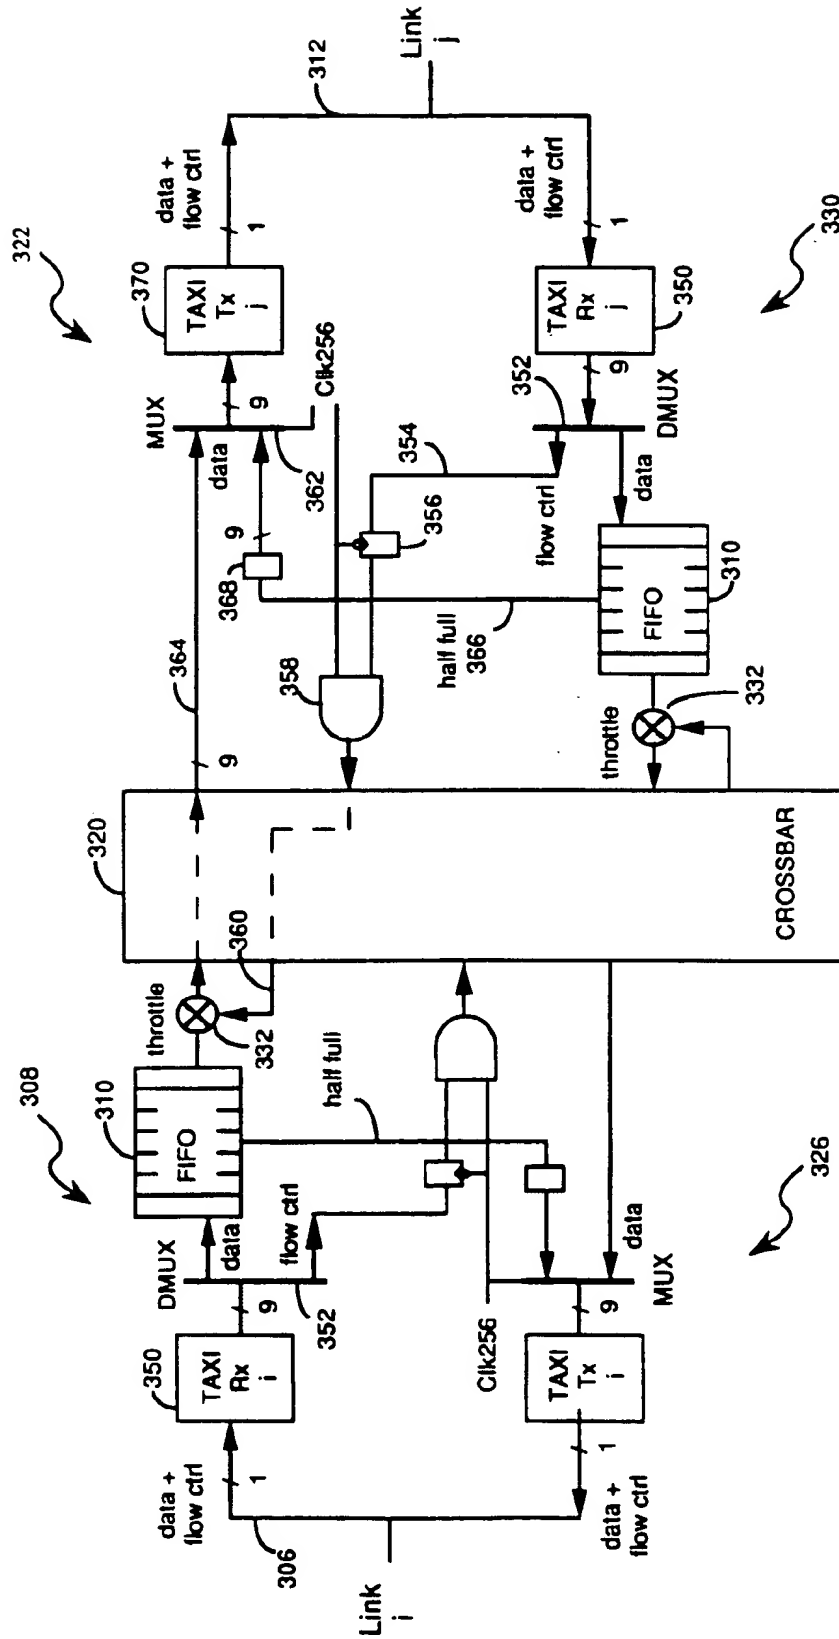 Link
i
306
data +
flow ctrl
1
350
TAXI
Rx
i
9
DMUX
352
data
flow ctrl
308
310
FIFO
half full
throttle
332
360
320
CROSSBAR
data +
flow ctrl
1
TAXI
Tx
i
9
MUX
Clk256
data
326
364
9
322
MUX
data
362
9
368
9
370
TAXI
Tx
j
data +
flow ctrl
1
312
Link
j
Clk256
358
356
354
half full
366
flow ctrl
throttle
332
FIFO
310
data
DMUX
352
9
TAXI
Rx
j
350
data +
flow ctrl
1
330